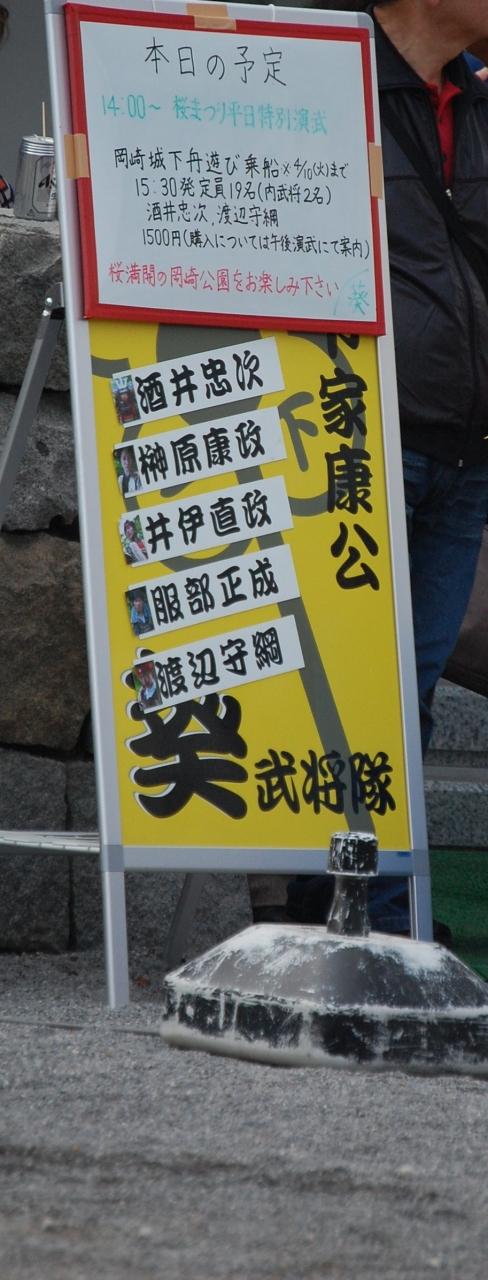 本日の予定
14:00～ 桜まつり平日特別演武
岡崎城下舟遊び乗船※4/10(火)まで
15:30発定員19名(内武将2名)
酒井忠次,渡辺守綱
1500円(購入については午後演武にて案内)
桜満開の岡崎公園をお楽しみ下さい
葵
家康公
酒井忠次
榊原康政
下
井伊直政
服部正成
渡辺守綱
葵武将隊